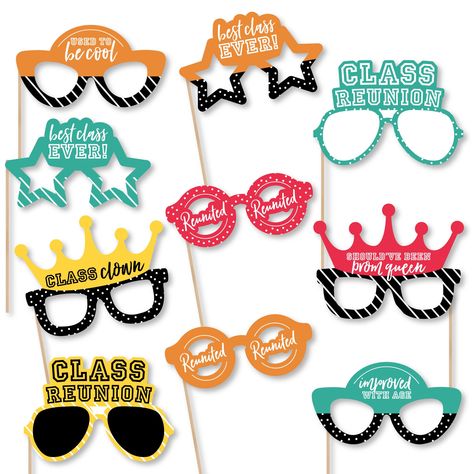 USED TO
be cool
best class
EVER!
CLASS
REUNION
best class
EVER!
Reunited
Reunited
CLASS clown
SHOULD'VE BEEN
prom queen
Reunited
Reunited
CLASS
REUNION
improved
WITH AGE